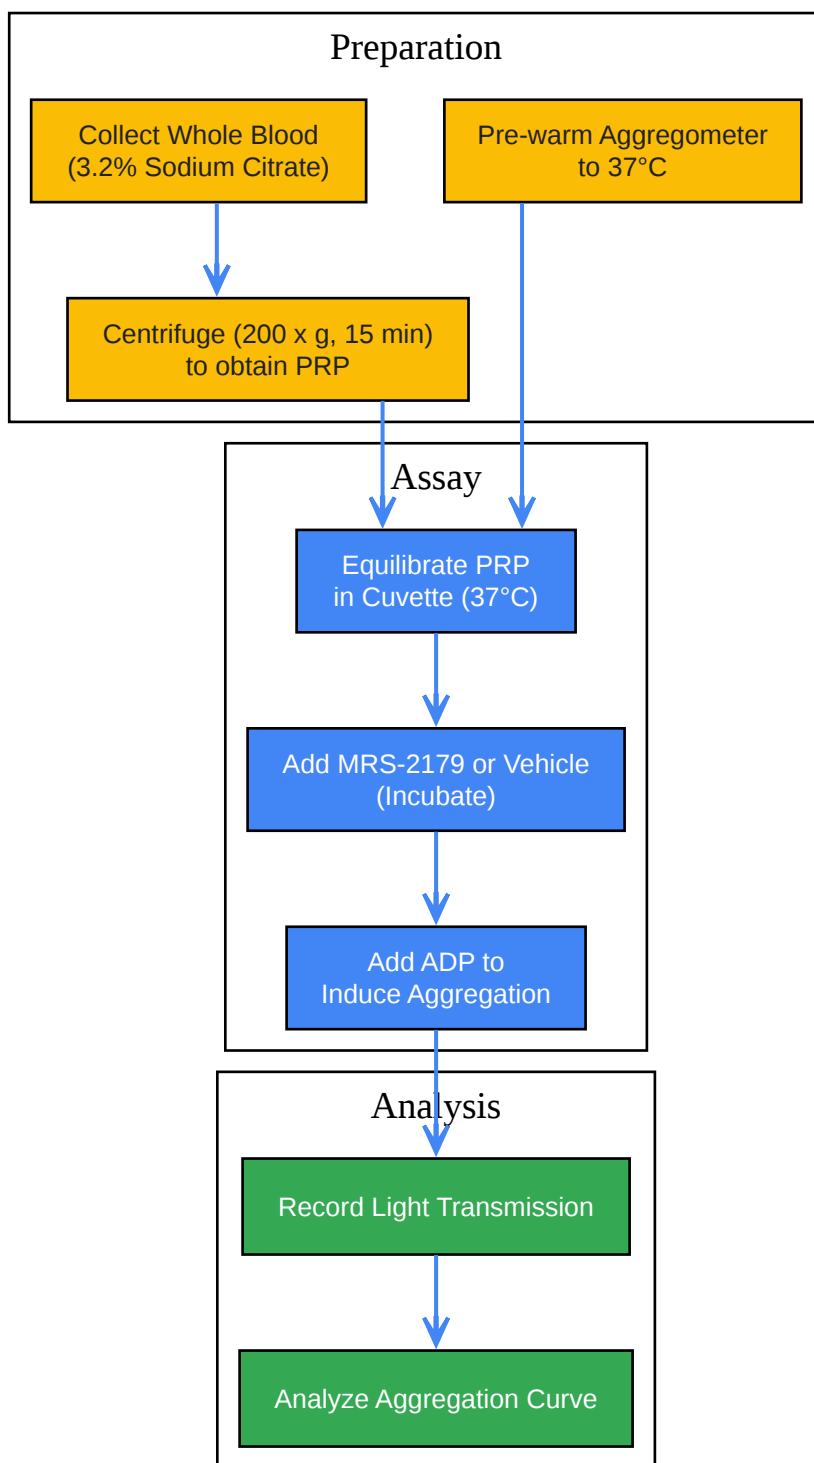 Preparation
Collect Whole Blood
(3.2% Sodium Citrate)
Pre-warm Aggregometer
to 37°C
Centrifuge (200 x g, 15 min)
to obtain PRP
Assay
Equilibrate PRP
in Cuvette (37°C)
Add MRS-2179 or Vehicle
(Incubate)
Add ADP to
Induce Aggregation
Analysis
Record Light Transmission
Analyze Aggregation Curve